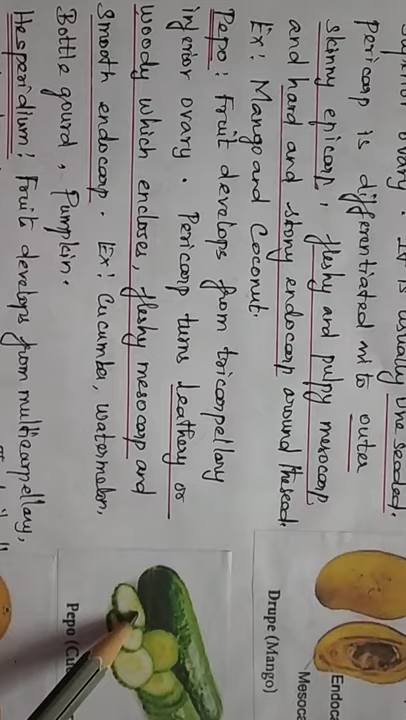 superior ovary. It is usually one seeded.
Pericarp is differentiated into outer
skinny epicarp, fleshy and pulpy mesocarp,
and hard and stony endocarp around the seed.
Ex: Mango and Coconut.
Pepo: Fruit develops from tricarpellary
inferior ovary. Pericarp turns leathery or
woody which encloses, fleshy mesocarp and
smooth endocarp. Ex: Cucumber, watermelon,
Bottle gourd, Pumpkin.
Hesperidium: Fruit develops from multicarpellary,
Endoca
Mesoca
Drupe (Mango)
Pepo (Cu